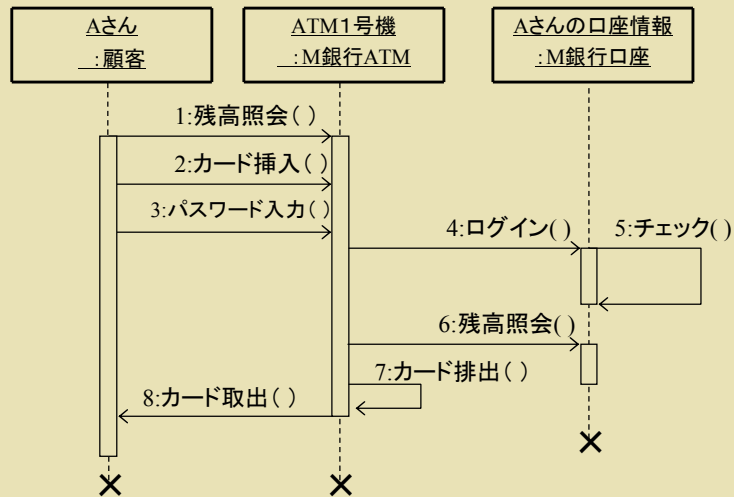 Aさん
:顧客
ATM1号機
:M銀行ATM
Aさんの口座情報
:M銀行口座
1:残高照会( )
2:カード挿入( )
3:パスワード入力( )
4:ログイン( )
5:チェック( )
6:残高照会( )
7:カード排出( )
8:カード取出( )